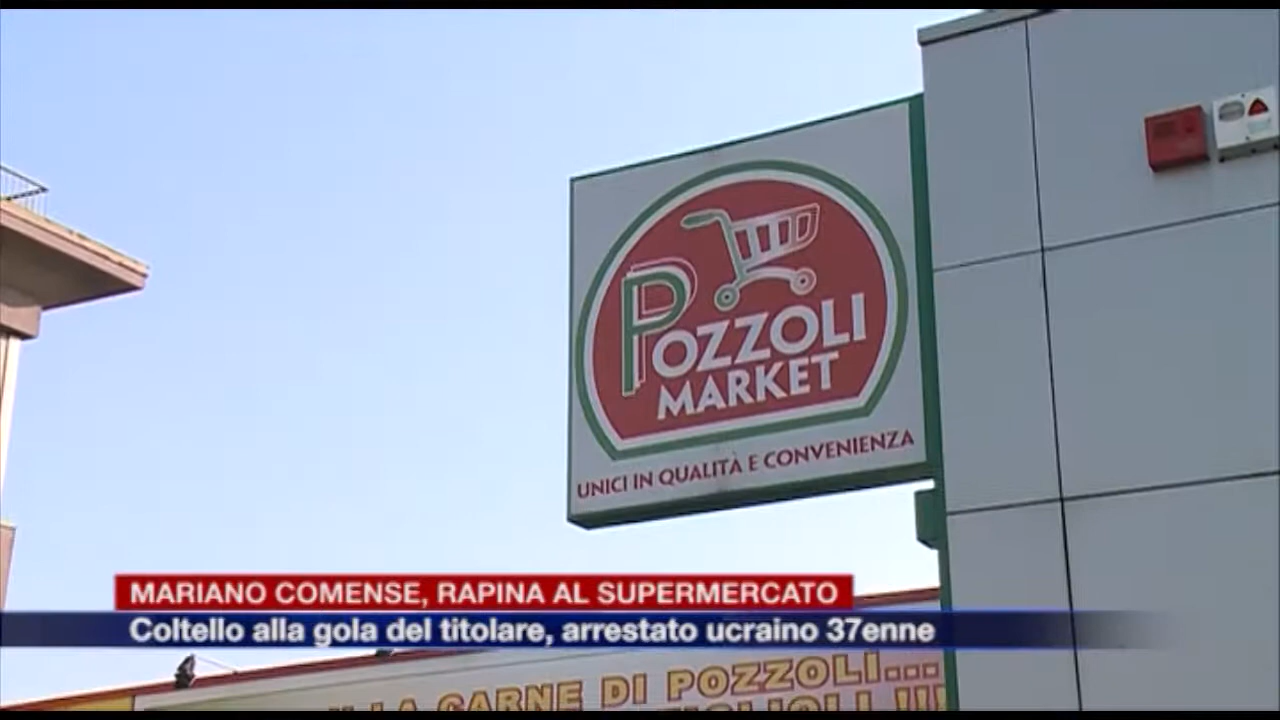 POZZOLI
MARKET
UNICI IN QUALITÀ E CONVENIENZA
MARIANO COMENSE, RAPINA AL SUPERMERCATO
Coltello alla gola del titolare, arrestato ucraino 37enne
LA CARNE DI POZZOLI...